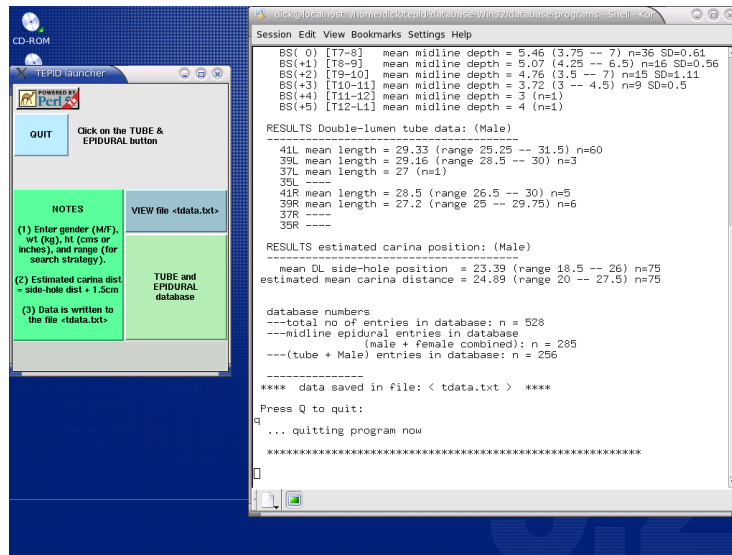 CD-ROM
TEPID launcher
POWERED BY
Perl 5
QUIT
Click on the TUBE &
EPIDURAL button
NOTES
(1) Enter gender (M/F),
wt (kg), ht (cms or
inches), and range (for
search strategy).
(2) Estimated carina dist
= side-hole dist + 1.5cm
(3) Data is written to
the file <tdata.txt>
VIEW file <tdata.txt>
TUBE and
EPIDURAL
database
dick@localhost: /home/dick/tepid-database-Wins2/database-programs - Shell - Kon
Session Edit View Bookmarks Settings Help
BS( 0) [T7-8]   mean midline depth = 5.46 (3.75 -- 7) n=36 SD=0.61
BS(+1) [T8-9]   mean midline depth = 5.07 (4.25 -- 6.5) n=16 SD=0.56
BS(+2) [T9-10]  mean midline depth = 4.76 (3.5 -- 7) n=15 SD=1.11
BS(+3) [T10-11] mean midline depth = 3.72 (3 -- 4.5) n=9 SD=0.5
BS(+4) [T11-12] mean midline depth = 3 (n=1)
BS(+5) [T12-L1] mean midline depth = 4 (n=1)
RESULTS Double-lumen tube data: (Male)
--------------------------------------
41L mean length = 29.33 (range 25.25 -- 31.5) n=60
39L mean length = 29.16 (range 28.5 -- 30) n=3
37L mean length = 27 (n=1)
35L ----
41R mean length = 28.5 (range 26.5 -- 30) n=5
39R mean length = 27.2 (range 25 -- 29.75) n=6
37R ----
35R ----
RESULTS estimated carina position: (Male)
--------------------------------------
mean DL side-hole position  = 23.39 (range 18.5 -- 26) n=75
estimated mean carina distance = 24.89 (range 20 -- 27.5) n=75
database numbers
---total no of entries in database: n = 528
---midline epidural entries in database
(male + female combined): n = 285
---(tube + Male) entries in database: n = 256
---------------
****  data saved in file: < tdata.txt >  ****
Press Q to quit:
q
... quitting program now
*********************************************************